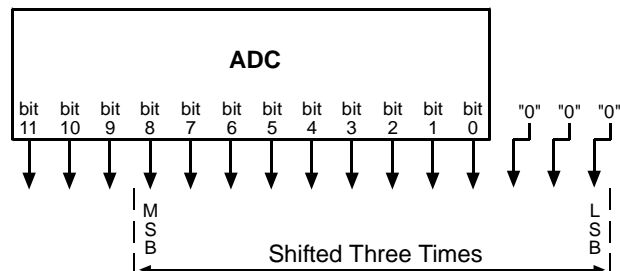 ADC
bit bit bit bit bit bit bit bit bit bit bit bit "0" "0" "0"
11 10 9 8 7 6 5 4 3 2 1 0
MSB
LSB
Shifted Three Times